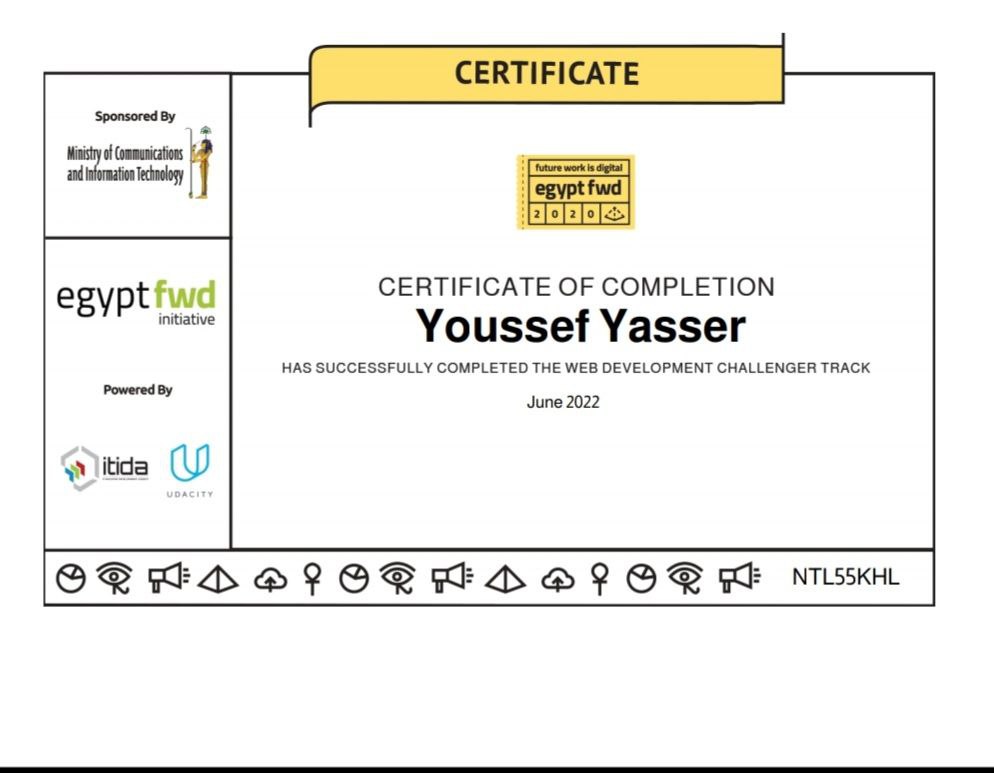 CERTIFICATE
Sponsored By
Ministry of Communications
and Information Technology
future work is digital
egypt fwd
2 0 2 0
egypt fwd
initiative
CERTIFICATE OF COMPLETION
Youssef Yasser
HAS SUCCESSFULLY COMPLETED THE WEB DEVELOPMENT CHALLENGER TRACK
June 2022
Powered By
itida
UDACITY
NTL55KHL